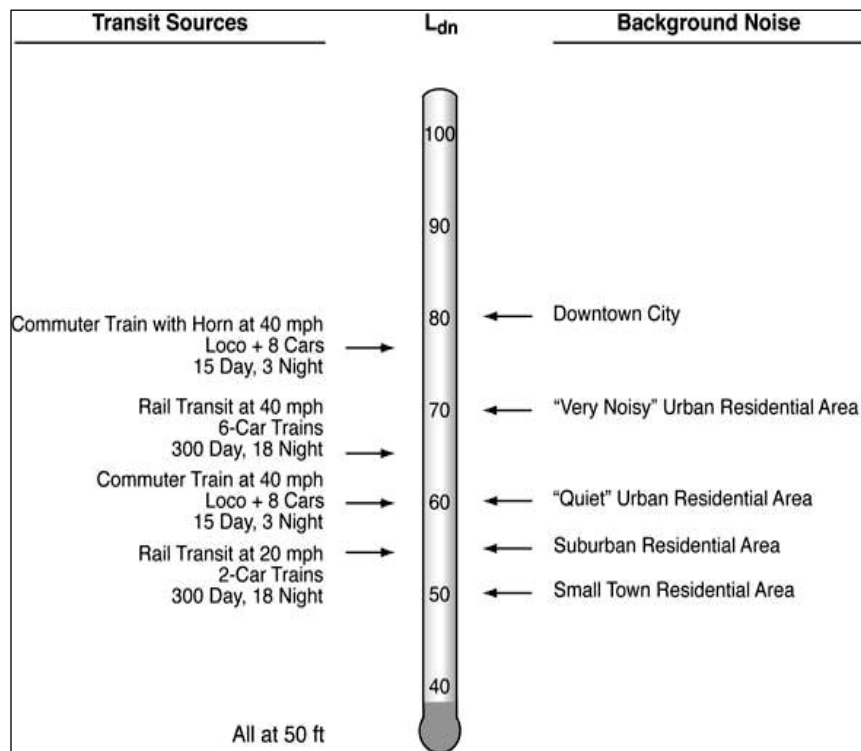 Transit Sources
Ldn
Background Noise
100
90
80
70
60
50
40
Commuter Train with Horn at 40 mph
Loco + 8 Cars
15 Day, 3 Night
Rail Transit at 40 mph
6-Car Trains
300 Day, 18 Night
Commuter Train at 40 mph
Loco + 8 Cars
15 Day, 3 Night
Rail Transit at 20 mph
2-Car Trains
300 Day, 18 Night
All at 50 ft
Downtown City
“Very Noisy” Urban Residential Area
“Quiet” Urban Residential Area
Suburban Residential Area
Small Town Residential Area